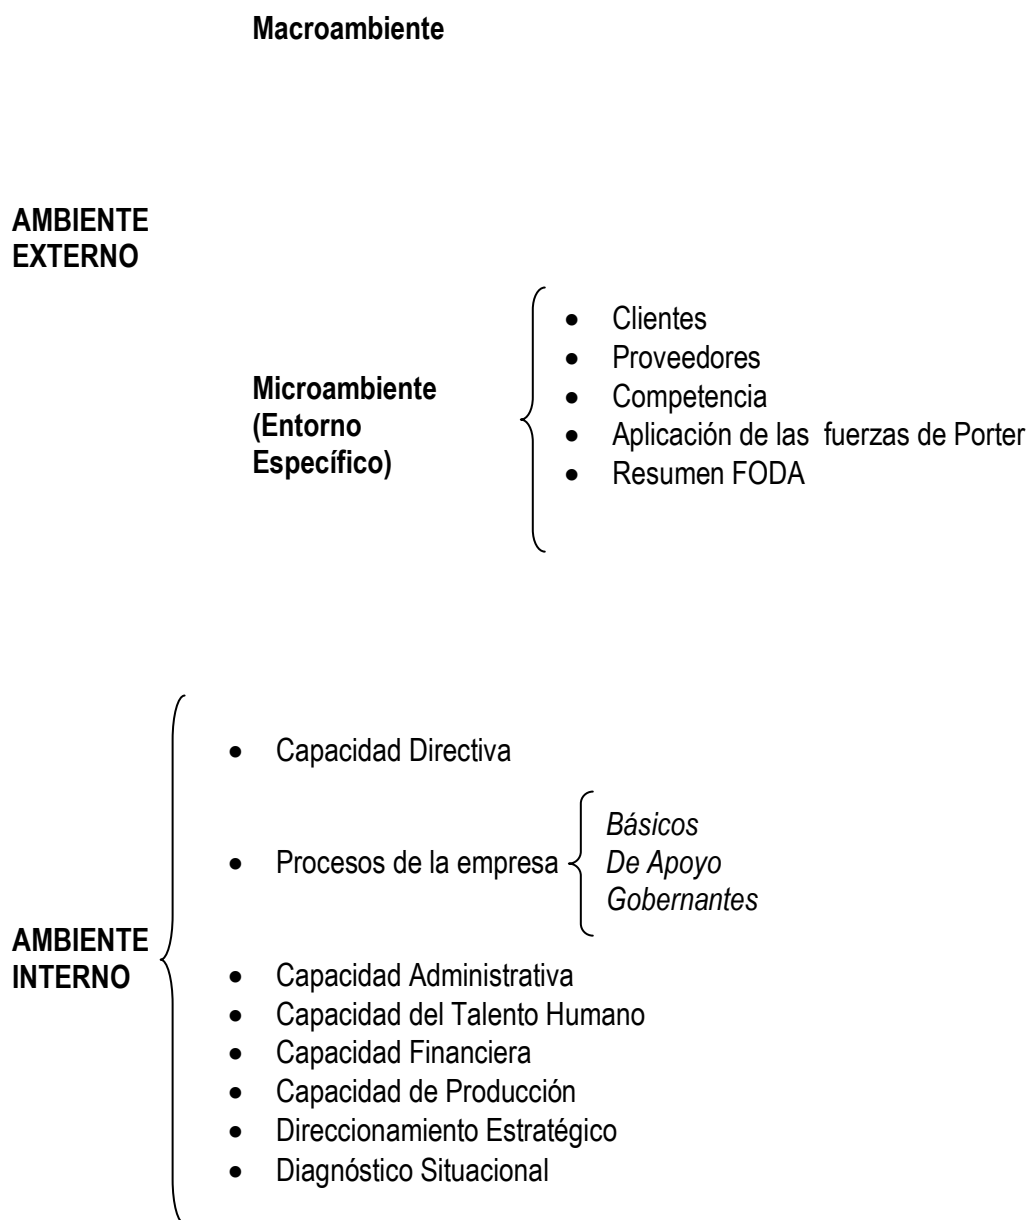 Macroambiente
AMBIENTE
EXTERNO
Microambiente
(Entorno
Específico)
• Clientes
• Proveedores
• Competencia
• Aplicación de las  fuerzas de Porter
• Resumen FODA
AMBIENTE
INTERNO
• Capacidad Directiva
• Procesos de la empresa
Básicos
De Apoyo
Gobernantes
• Capacidad Administrativa
• Capacidad del Talento Humano
• Capacidad Financiera
• Capacidad de Producción
• Direccionamiento Estratégico
• Diagnóstico Situacional